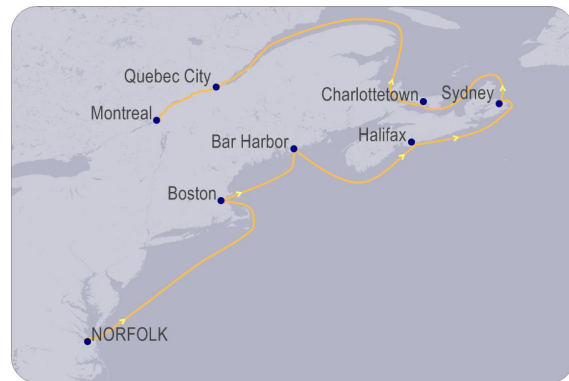 Quebec City
Montreal
Charlottetown
Sydney
Halifax
Bar Harbor
Boston
NORFOLK